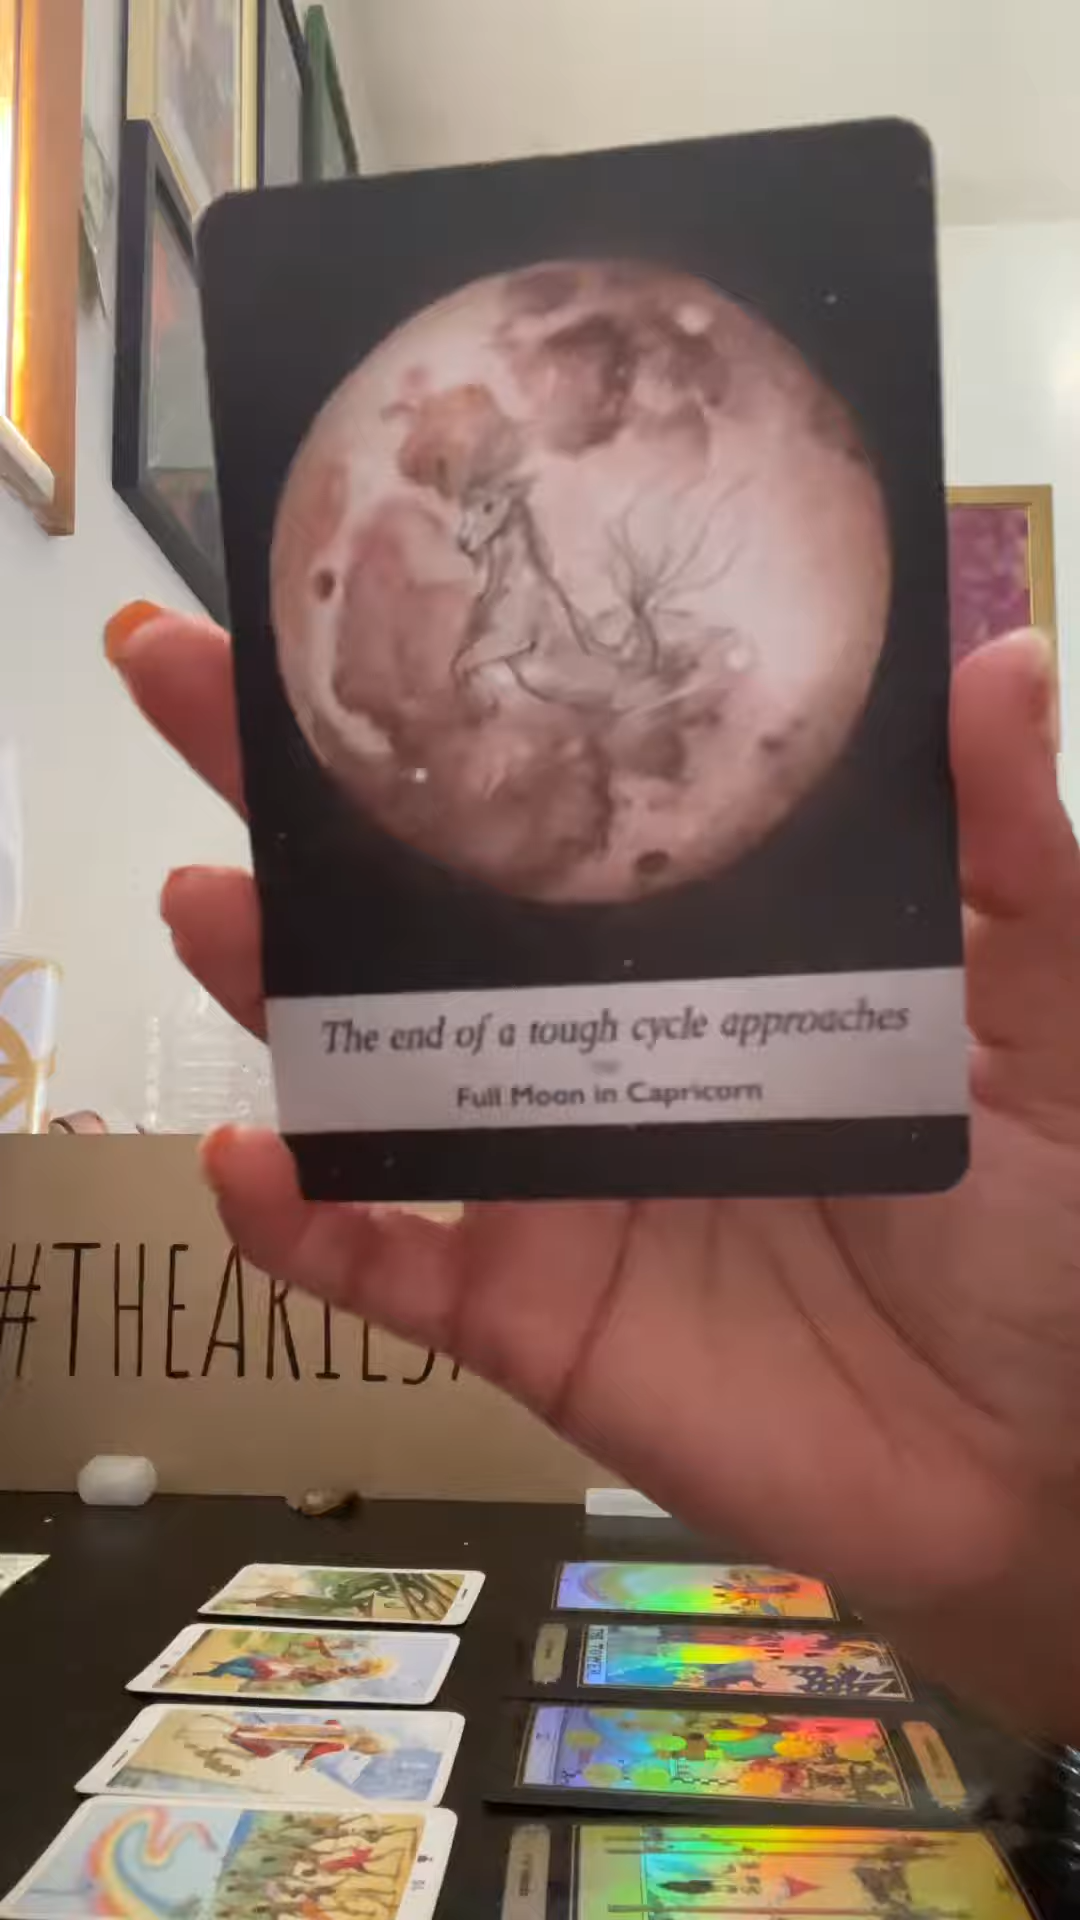 The end of a tough cycle approaches
Full Moon in Capricorn
#THEARIES
THE TOWER